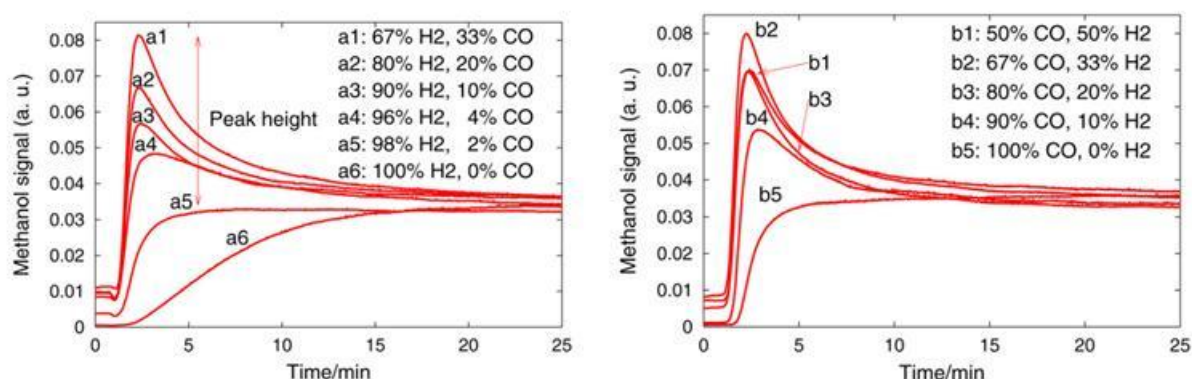 0.08
0.07
0.06
0.05
0.04
0.03
0.02
0.01
0
Methanol signal (a. u.)
0
5
10
15
20
25
Time/min
a1
a2
a3
a4
a5
a6
Peak height
a1: 67% H2, 33% CO
a2: 80% H2, 20% CO
a3: 90% H2, 10% CO
a4: 96% H2, 4% CO
a5: 98% H2, 2% CO
a6: 100% H2, 0% CO
0.08
0.07
0.06
0.05
0.04
0.03
0.02
0.01
0
Methanol signal (a. u.)
0
5
10
15
20
25
Time/min
b2
b1
b3
b4
b5
b1: 50% CO, 50% H2
b2: 67% CO, 33% H2
b3: 80% CO, 20% H2
b4: 90% CO, 10% H2
b5: 100% CO, 0% H2